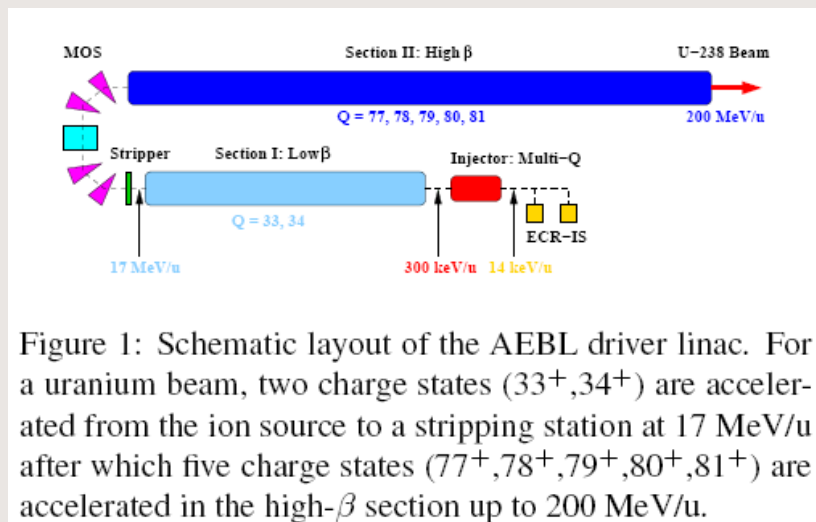 MOS
Section II: High β
U−238 Beam
Q = 77, 78, 79, 80, 81
200 MeV/u
Stripper
Section I: Low β
Injector: Multi-Q
Q = 33, 34
ECR−IS
17 MeV/u
300 keV/u
14 keV/u
Figure 1: Schematic layout of the AEBL driver linac. For
a uranium beam, two charge states (33⁺,34⁺) are acceler-
ated from the ion source to a stripping station at 17 MeV/u
after which five charge states (77⁺,78⁺,79⁺,80⁺,81⁺) are
accelerated in the high-β section up to 200 MeV/u.